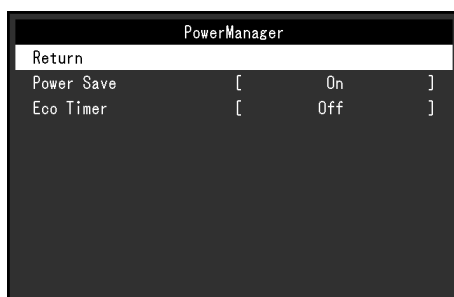 PowerManager
Return
Power Save [ On ]
Eco Timer [ Off ]